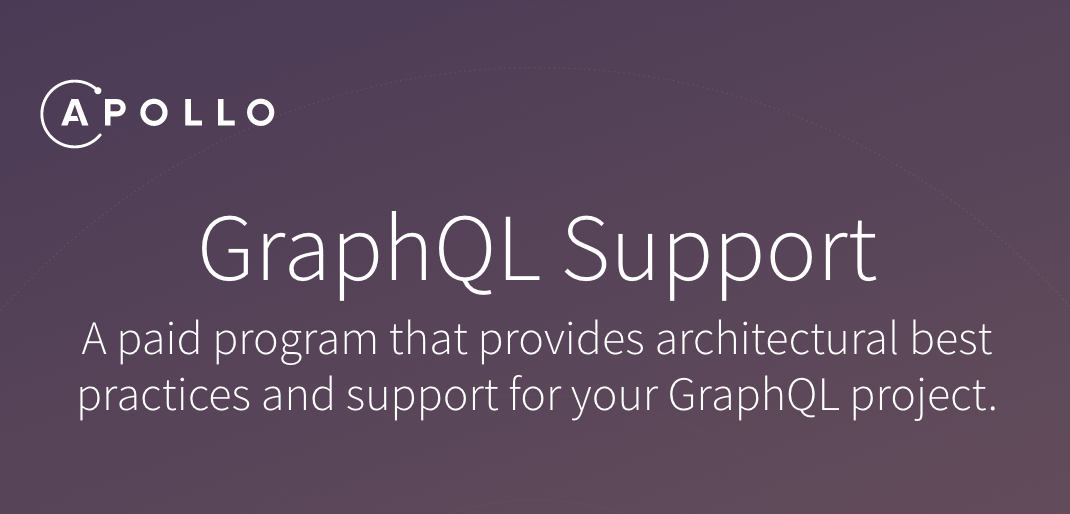 APOLLO
GraphQL Support
A paid program that provides architectural best
practices and support for your GraphQL project.